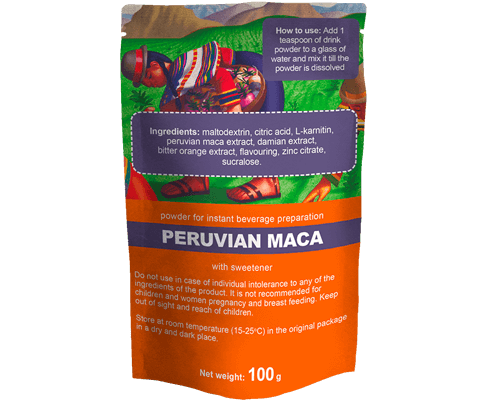 How to use: Add 1
teaspoon of drink
powder to a glass of
water and mix it till the
powder is dissolved
Ingredients: maltodextrin, citric acid, L-karnitin,
peruvian maca extract, damian extract,
bitter orange extract, flavouring, zinc citrate,
sucralose.
powder for instant beverage preparation
PERUVIAN MACA
with sweetener
Do not use in case of individual intolerance to any of the
ingredients of the product. It is not recommended for
children and women pregnancy and breast feeding. Keep
out of sight and reach of children.
Store at room temperature (15-25ºC) in the original package
in a dry and dark place.
Net weight: 100 g